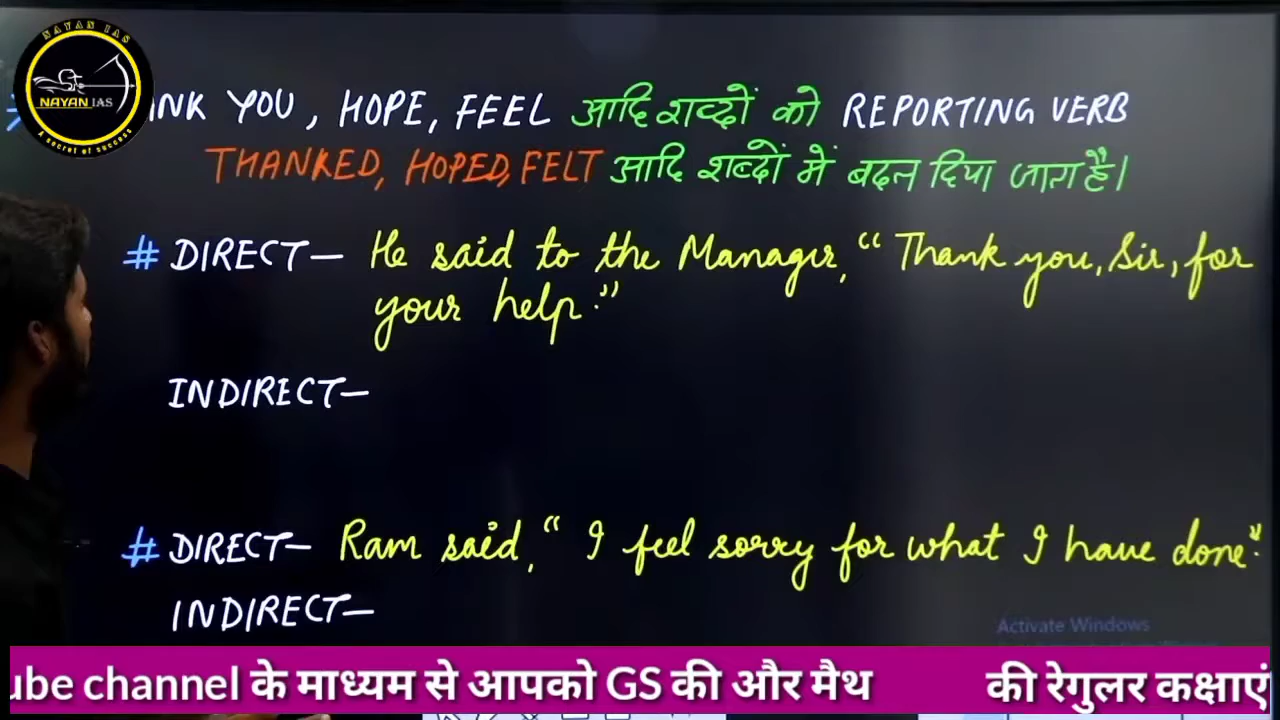 NAYAN IAS
NAYAN IAS
A secret of success
ANK YOU, HOPE, FEEL आदि शब्दों को REPORTING VERB
THANKED, HOPED, FELT आदि शब्दों में बदल दिया जाता है।
# DIRECT— He said to the Manager, “Thank you, Sir, for
your help.”
INDIRECT—
# DIRECT— Ram said, “I feel sorry for what I have done”.
INDIRECT—
Activate Windows
ube channel के माध्यम से आपको GS की और मैथ की रेगुलर कक्षाएं